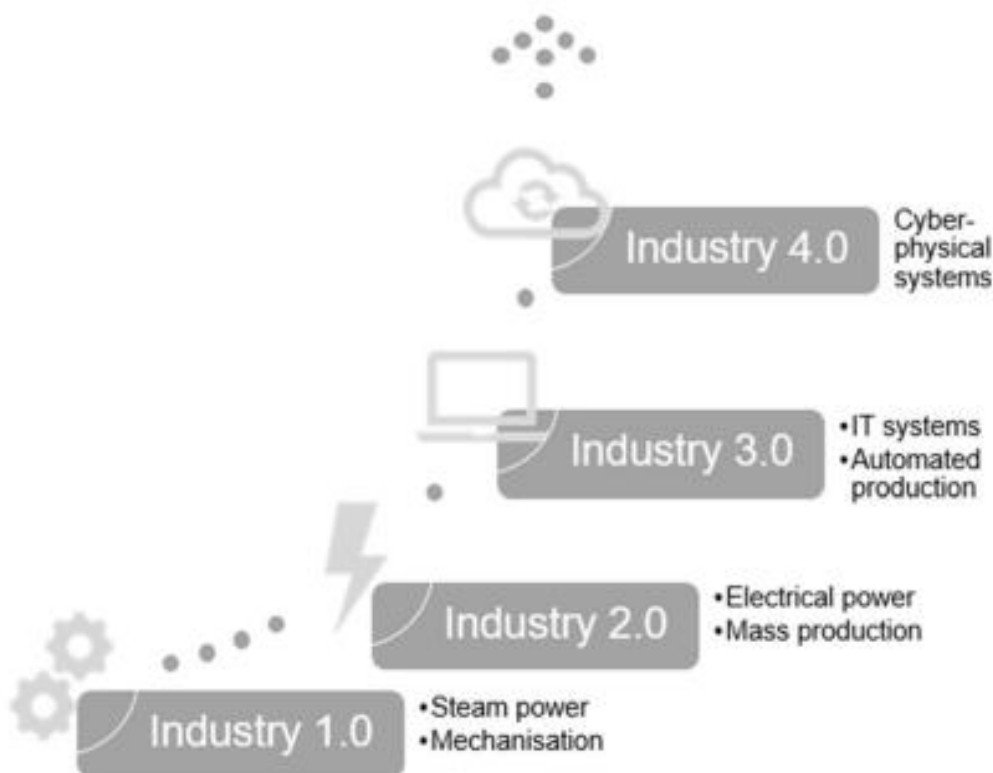 Industry 4.0
Cyber-
physical
systems
Industry 3.0
•IT systems
•Automated
production
Industry 2.0
•Electrical power
•Mass production
Industry 1.0
•Steam power
•Mechanisation